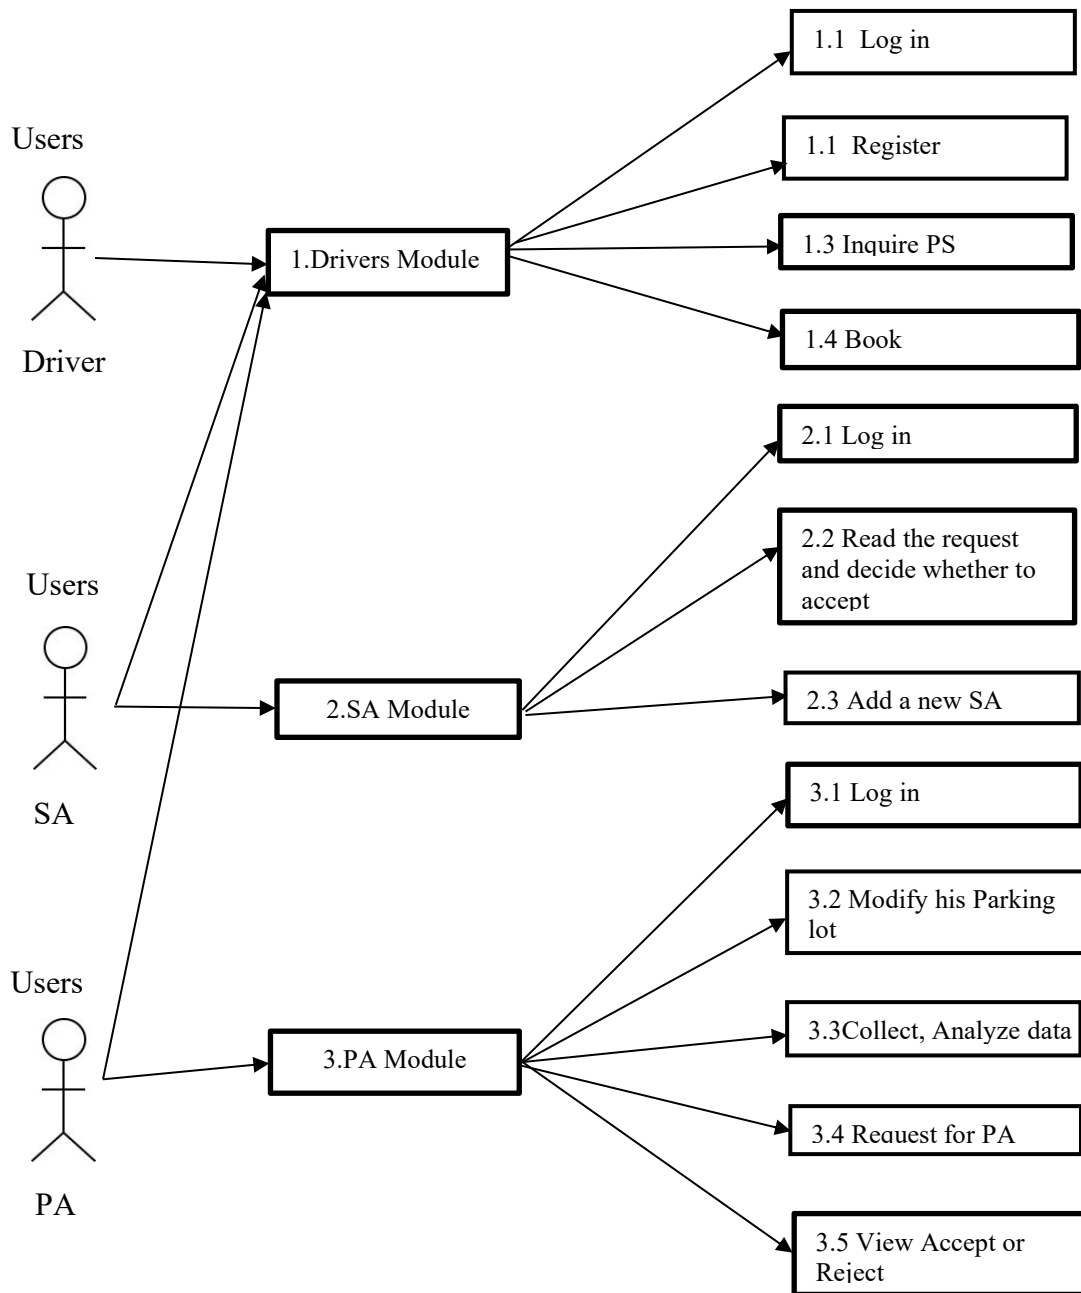 1.1 Log in
Users
1.1 Register
1.3 Inquire PS
1.Drivers Module
1.4 Book
Driver
2.1 Log in
2.2 Read the request
and decide whether to
accept
Users
2.SA Module
2.3 Add a new SA
SA
3.1 Log in
3.2 Modify his Parking
lot
Users
3.3Collect, Analyze data
3.PA Module
3.4 Request for PA
PA
3.5 View Accept or
Reject